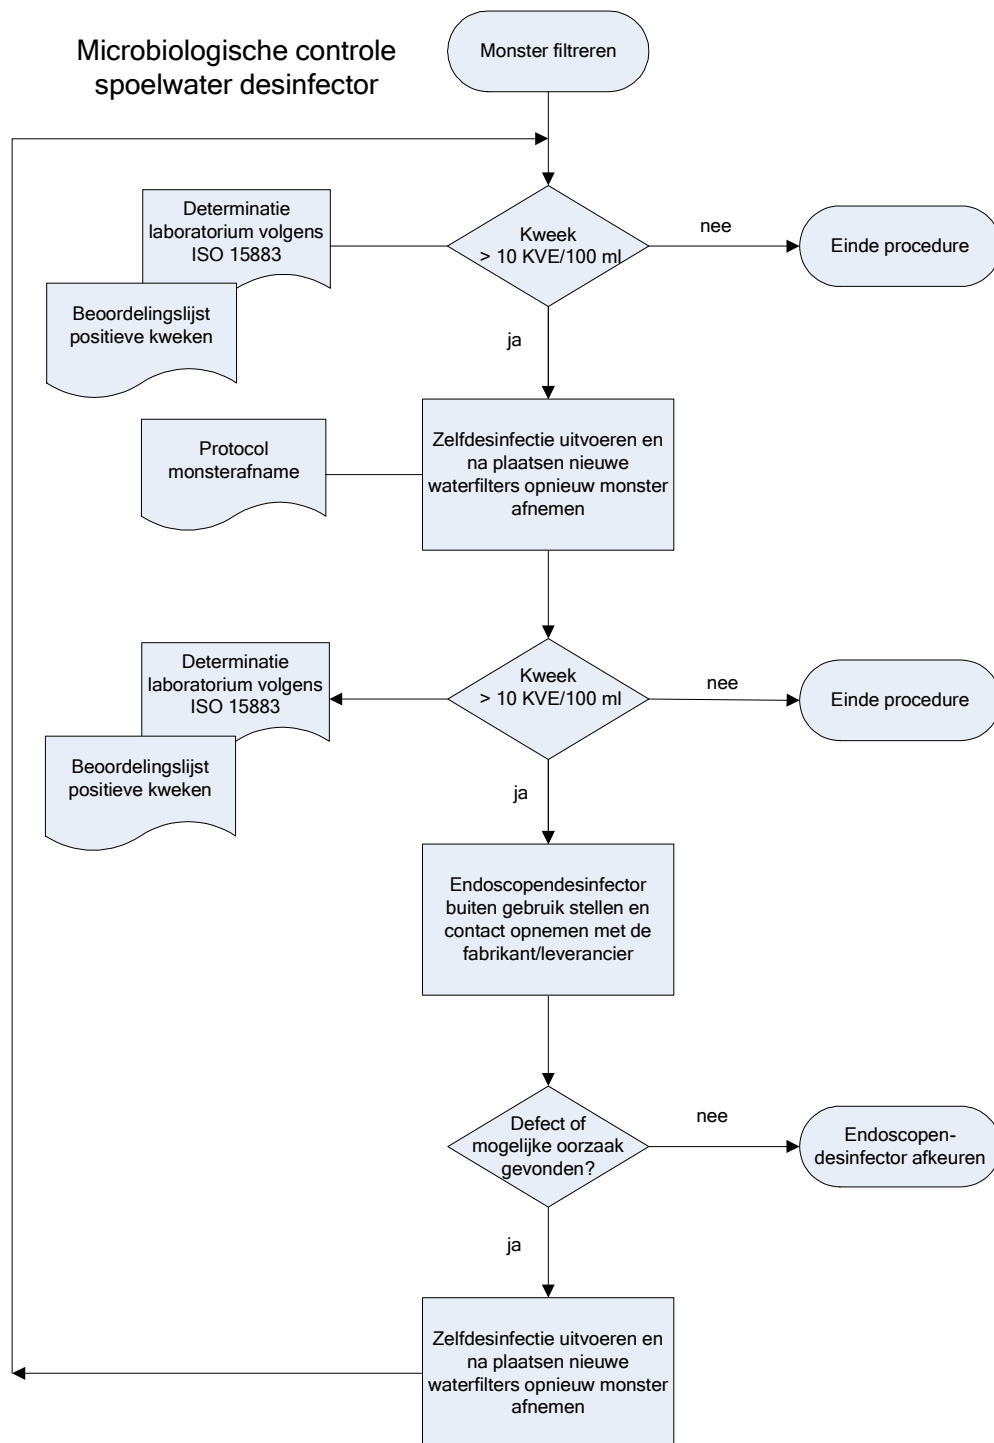 Microbiologische controle
spoelwater desinfector
Monster filtreren
Determinatie
laboratorium volgens
ISO 15883
Beoordelingslijst
positieve kweken
Kweek
> 10 KVE/100 ml
nee
Einde procedure
ja
Protocol
monsterafname
Zelfdesinfectie uitvoeren en
na plaatsen nieuwe
waterfilters opnieuw monster
afnemen
Determinatie
laboratorium volgens
ISO 15883
Beoordelingslijst
positieve kweken
Kweek
> 10 KVE/100 ml
nee
Einde procedure
ja
Endoscopendesinfector
buiten gebruik stellen en
contact opnemen met de
fabrikant/leverancier
Defect of
mogelijke oorzaak
gevonden?
nee
Endoscopen-
desinfector afkeuren
ja
Zelfdesinfectie uitvoeren en
na plaatsen nieuwe
waterfilters opnieuw monster
afnemen